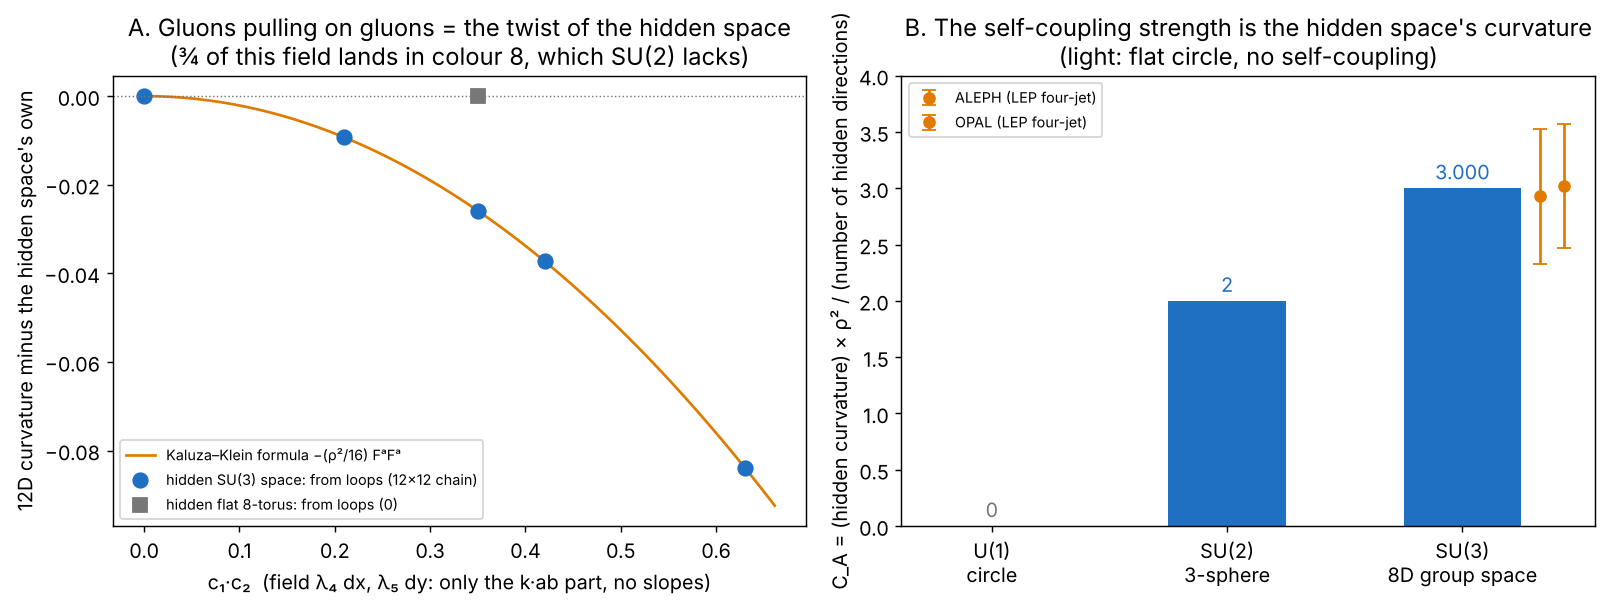 A. Gluons pulling on gluons = the twist of the hidden space
(¾ of this field lands in colour 8, which SU(2) lacks)
12D curvature minus the hidden space's own
0.00
−0.02
−0.04
−0.06
−0.08
Kaluza–Klein formula −(ρ²/16) FᵃFᵃ
hidden SU(3) space: from loops (12×12 chain)
hidden flat 8-torus: from loops (0)
0.0
0.1
0.2
0.3
0.4
0.5
0.6
c₁·c₂ (field λ₄ dx, λ₅ dy: only the k·ab part, no slopes)
B. The self-coupling strength is the hidden space's curvature
(light: flat circle, no self-coupling)
C_A = (hidden curvature) × ρ² / (number of hidden directions)
4.0
3.5
3.0
2.5
2.0
1.5
1.0
0.5
0.0
ALEPH (LEP four-jet)
OPAL (LEP four-jet)
0
2
3.000
U(1)
circle
SU(2)
3-sphere
SU(3)
8D group space